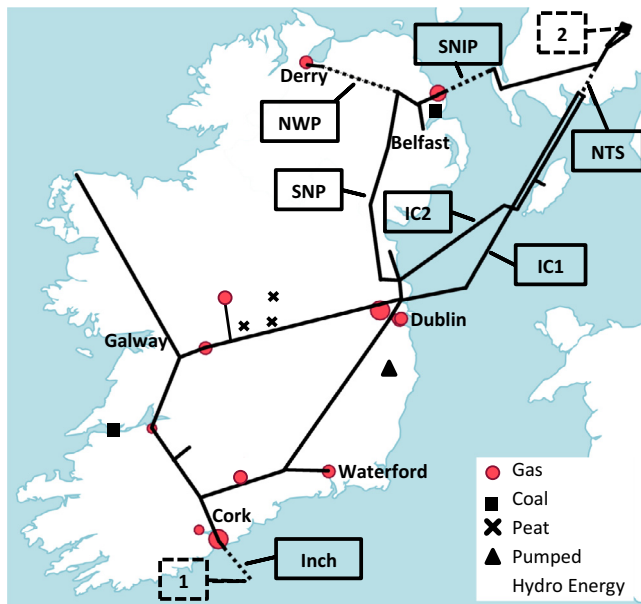 2
SNIP
Derry
NWP
Belfast
NTS
SNP
IC2
IC1
Dublin
Galway
Waterford
Gas
Coal
Cork
Peat
Pumped
Hydro Energy
Inch
1